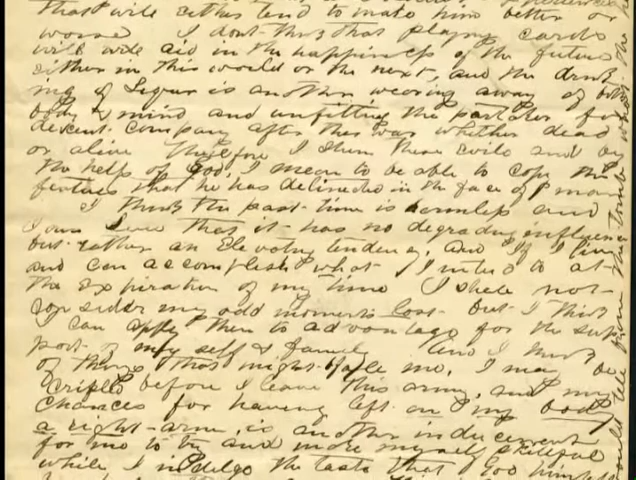 that will either tend to make him better or
worse I dont think that playing cards
will add aid in the happiness of the future
either in this world or the next, and the drink
ing of Liquor is another wearing away of both
body & mind and unfitting the partaker for
decent company after this war whether dead
or alive Therefore I shun these evils and by
the help of God, I mean to be able to cope the
features that he has delineated in the face of man
I think the past-time is harmless and
I am sure that it has no degrading influence
but rather an Elevating tendency, and If I live
and can accomplish what I intend to at
the expiration of my time I shall not
consider my odd moments lost but I think
I can apply them to advantage for the sup
port of my self & family And I think
of things that might me, I may be
cripled before I leave this army, and my
chances for having left on my body
a right-arm, is another inducement
for me to try and more myself skillful
while I indulge the taste that God